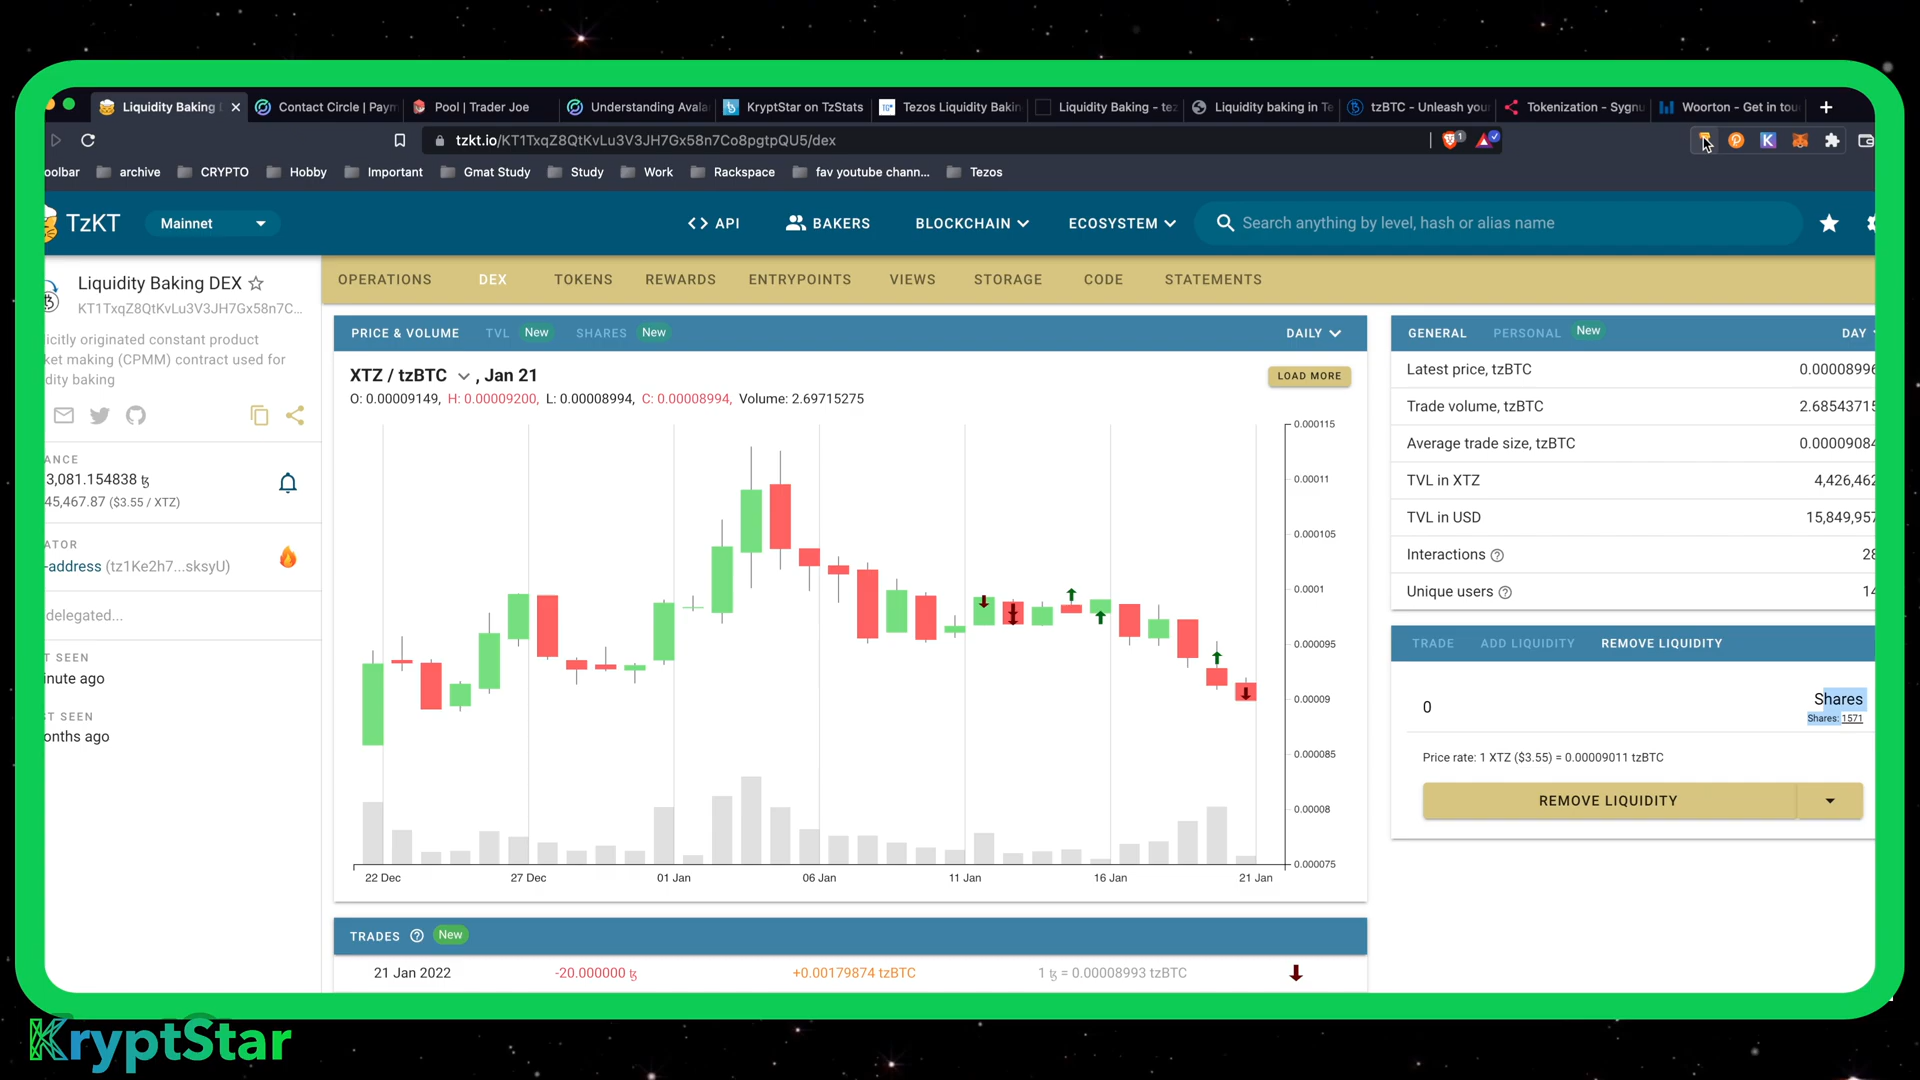 Liquidity Baking
Contact Circle | Paym
Pool | Trader Joe
Understanding Avala
KryptStar on TzStats
Tezos Liquidity Bakin
Liquidity Baking - tez
Liquidity baking in Te
tzBTC - Unleash your
Tokenization - Sygnu
Woorton - Get in tou
tzkt.io/KT1TxqZ8QtKvLu3V3JH7Gx58n7Co8pgtpQU5/dex
1
oolbar
archive
CRYPTO
Hobby
Important
Gmat Study
Study
Work
Rackspace
fav youtube chann...
Tezos
TzKT
Mainnet
API
BAKERS
BLOCKCHAIN
ECOSYSTEM
Search anything by level, hash or alias name
Liquidity Baking DEX
KT1TxqZ8QtKvLu3V3JH7Gx58n7C...
licitly originated constant product
ket making (CPMM) contract used for
idity baking
ANCE
3,081.154838 ꜩ
45,467.87 ($3.55 / XTZ)
ATOR
-address (tz1Ke2h7...sksyU)
delegated...
T SEEN
inute ago
ST SEEN
onths ago
OPERATIONS
DEX
TOKENS
REWARDS
ENTRYPOINTS
VIEWS
STORAGE
CODE
STATEMENTS
PRICE & VOLUME
TVL
New
SHARES
New
DAILY
XTZ / tzBTC , Jan 21
LOAD MORE
O: 0.00009149, H: 0.00009200, L: 0.00008994, C: 0.00008994, Volume: 2.69715275
0.000115
0.00011
0.000105
0.0001
0.000095
0.00009
0.000085
0.00008
0.000075
22 Dec
27 Dec
01 Jan
06 Jan
11 Jan
16 Jan
21 Jan
TRADES
New
21 Jan 2022
-20.000000 ꜩ
+0.00179874 tzBTC
1 ꜩ = 0.00008993 tzBTC
GENERAL
PERSONAL
New
DAY
Latest price, tzBTC
0.00008996
Trade volume, tzBTC
2.68543715
Average trade size, tzBTC
0.00009084
TVL in XTZ
4,426,462
TVL in USD
15,849,957
Interactions
28
Unique users
14
TRADE
ADD LIQUIDITY
REMOVE LIQUIDITY
0
Shares
Shares: 1571
Price rate: 1 XTZ ($3.55) = 0.00009011 tzBTC
REMOVE LIQUIDITY
KryptStar